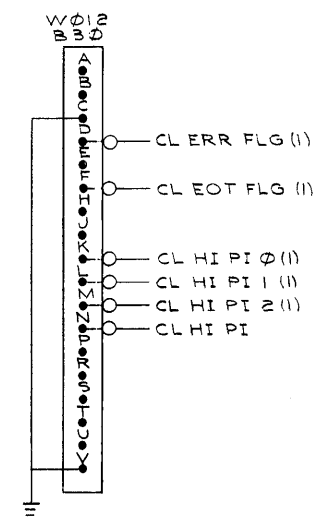 WØ12
B3Ø
A
B
C
D
E CL ERR FLG (1)
F
H CL EOT FLG (1)
J
K
L CL HI PI Ø (1)
M CL HI PI 1 (1)
N CL HI PI 2 (1)
P CL HI PI
R
S
T
U
V